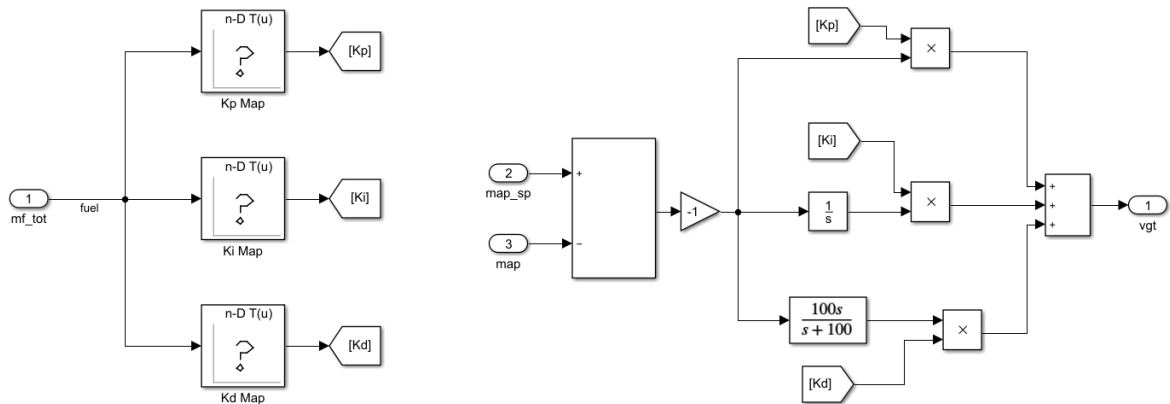 n-D T(u)
[Kp]
Kp Map
n-D T(u)
1
fuel
[Ki]
mf_tot
Ki Map
n-D T(u)
[Kd]
Kd Map
[Kp]
×
2
+
map_sp
-1
3
−
map
[Ki]
1
s
×
100s
s + 100
×
[Kd]
+
+
+
1
vgt